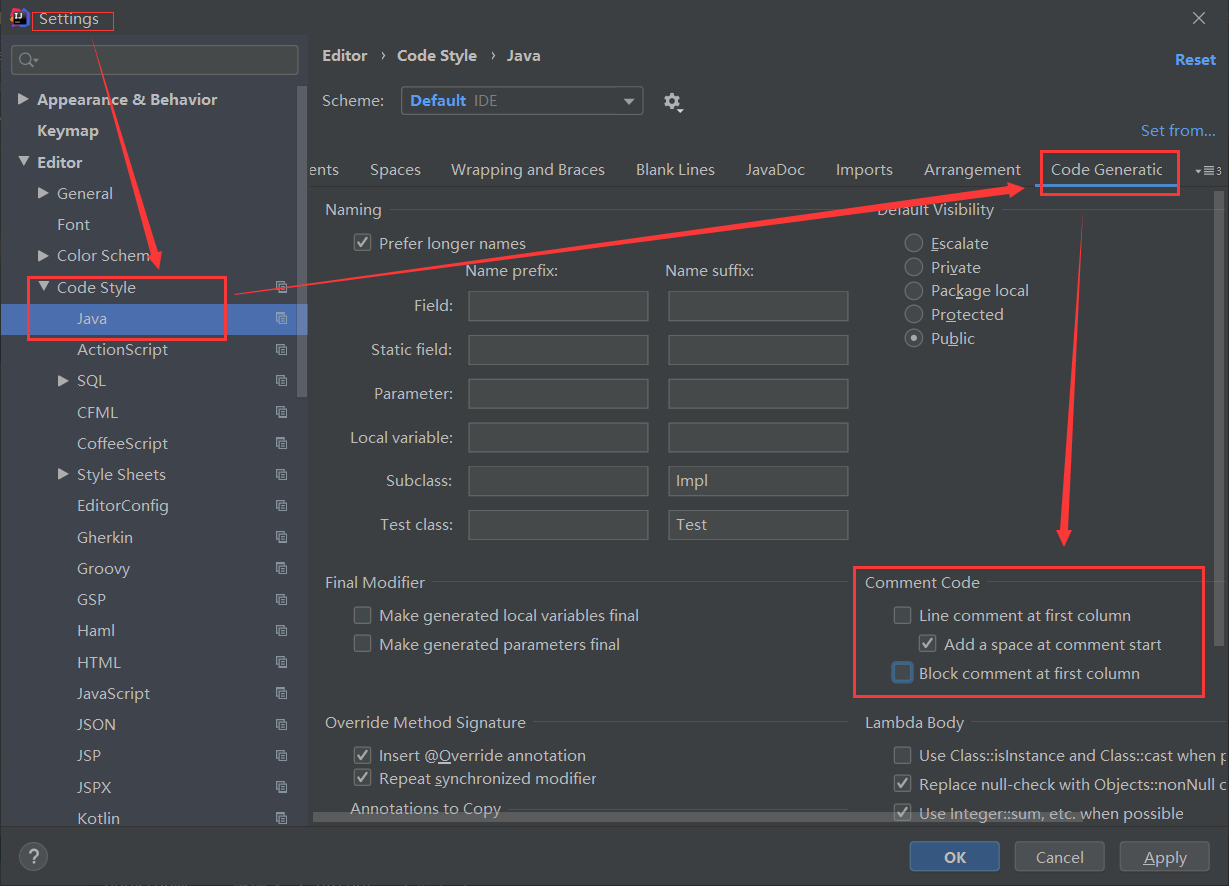 Settings
Appearance & Behavior
Keymap
Editor
General
Font
Color Schem
Code Style
Java
ActionScript
SQL
CFML
CoffeeScript
Style Sheets
EditorConfig
Gherkin
Groovy
GSP
Haml
HTML
JavaScript
JSON
JSP
JSPX
Kotlin
Editor › Code Style › Java
Reset
Scheme: Default IDE
Set from...
ents Spaces Wrapping and Braces Blank Lines JavaDoc Imports Arrangement Code Generatic 3
Naming
Prefer longer names
Name prefix: Name suffix:
Field:
Static field:
Parameter:
Local variable:
Subclass: Impl
Test class: Test
Default Visibility
Escalate
Private
Package local
Protected
Public
Final Modifier
Make generated local variables final
Make generated parameters final
Comment Code
Line comment at first column
Add a space at comment start
Block comment at first column
Override Method Signature
Insert @Override annotation
Repeat synchronized modifier
Annotations to Copy
Lambda Body
Use Class::isInstance and Class::cast when p
Replace null-check with Objects::nonNull o
Use Integer::sum, etc. when possible
?
OK Cancel Apply